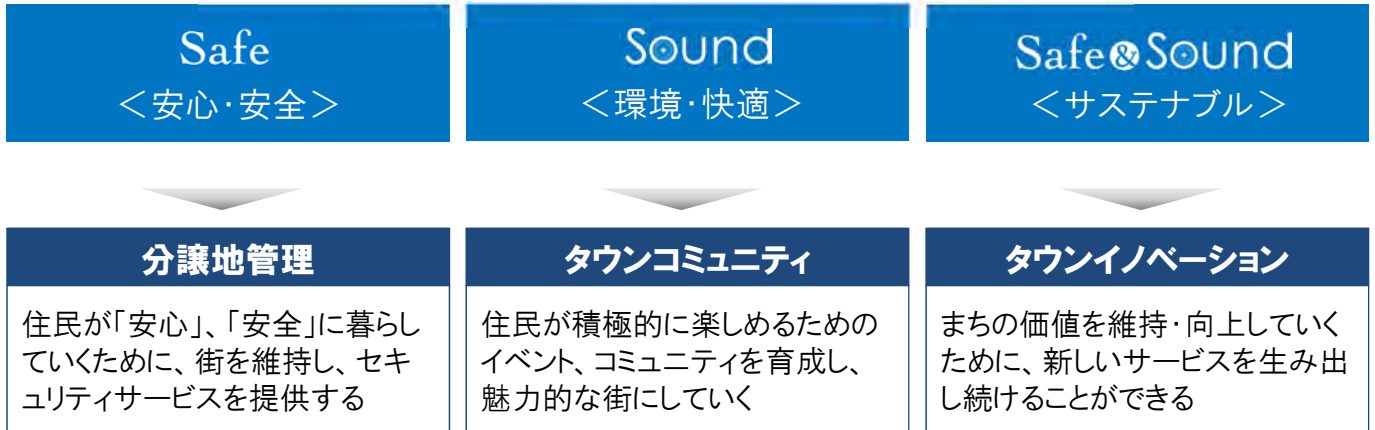 Safe
＜安心・安全＞
Sound
＜環境・快適＞
Safe&Sound
＜サステナブル＞
分譲地管理
住民が「安心」、「安全」に暮らし
ていくために、街を維持し、セキ
ュリティサービスを提供する
タウンコミュニティ
住民が積極的に楽しめるための
イベント、コミュニティを育成し、
魅力的な街にしていく
タウンイノベーション
まちの価値を維持・向上していく
ために、新しいサービスを生み出
し続けることができる